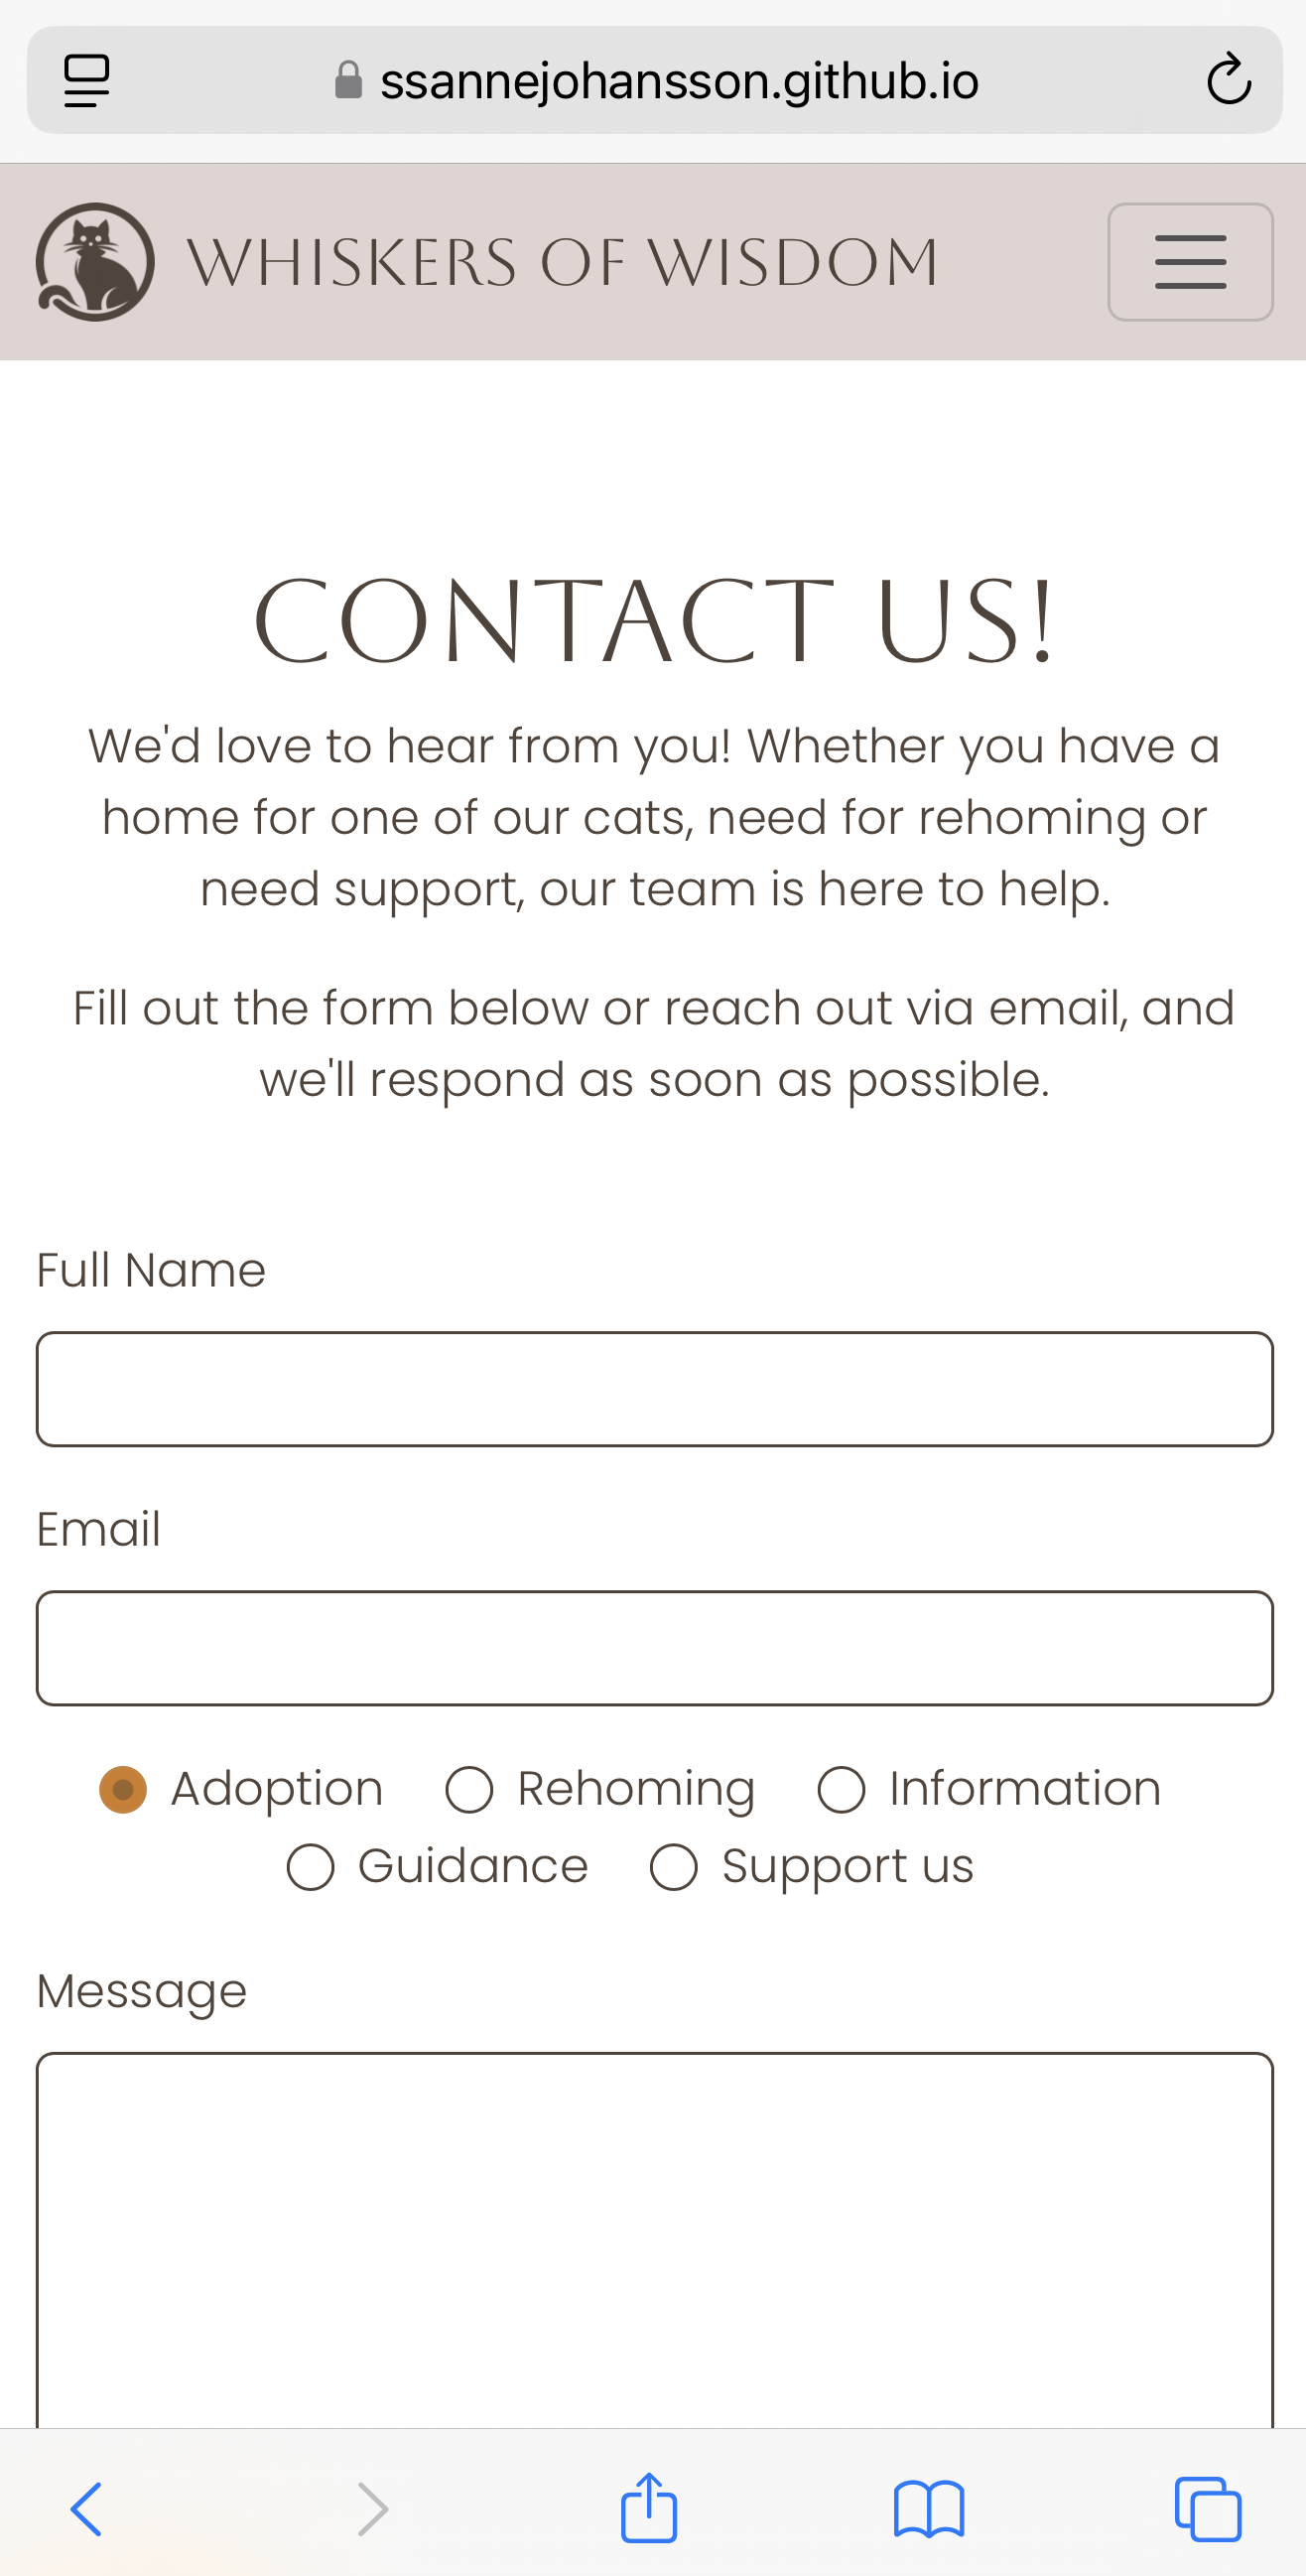 ssannejohansson.github.io
WHISKERS OF WISDOM
CONTACT US!
We'd love to hear from you! Whether you have a
home for one of our cats, need for rehoming or
need support, our team is here to help.
Fill out the form below or reach out via email, and
we'll respond as soon as possible.
Full Name
Email
Adoption Rehoming Information
Guidance Support us
Message